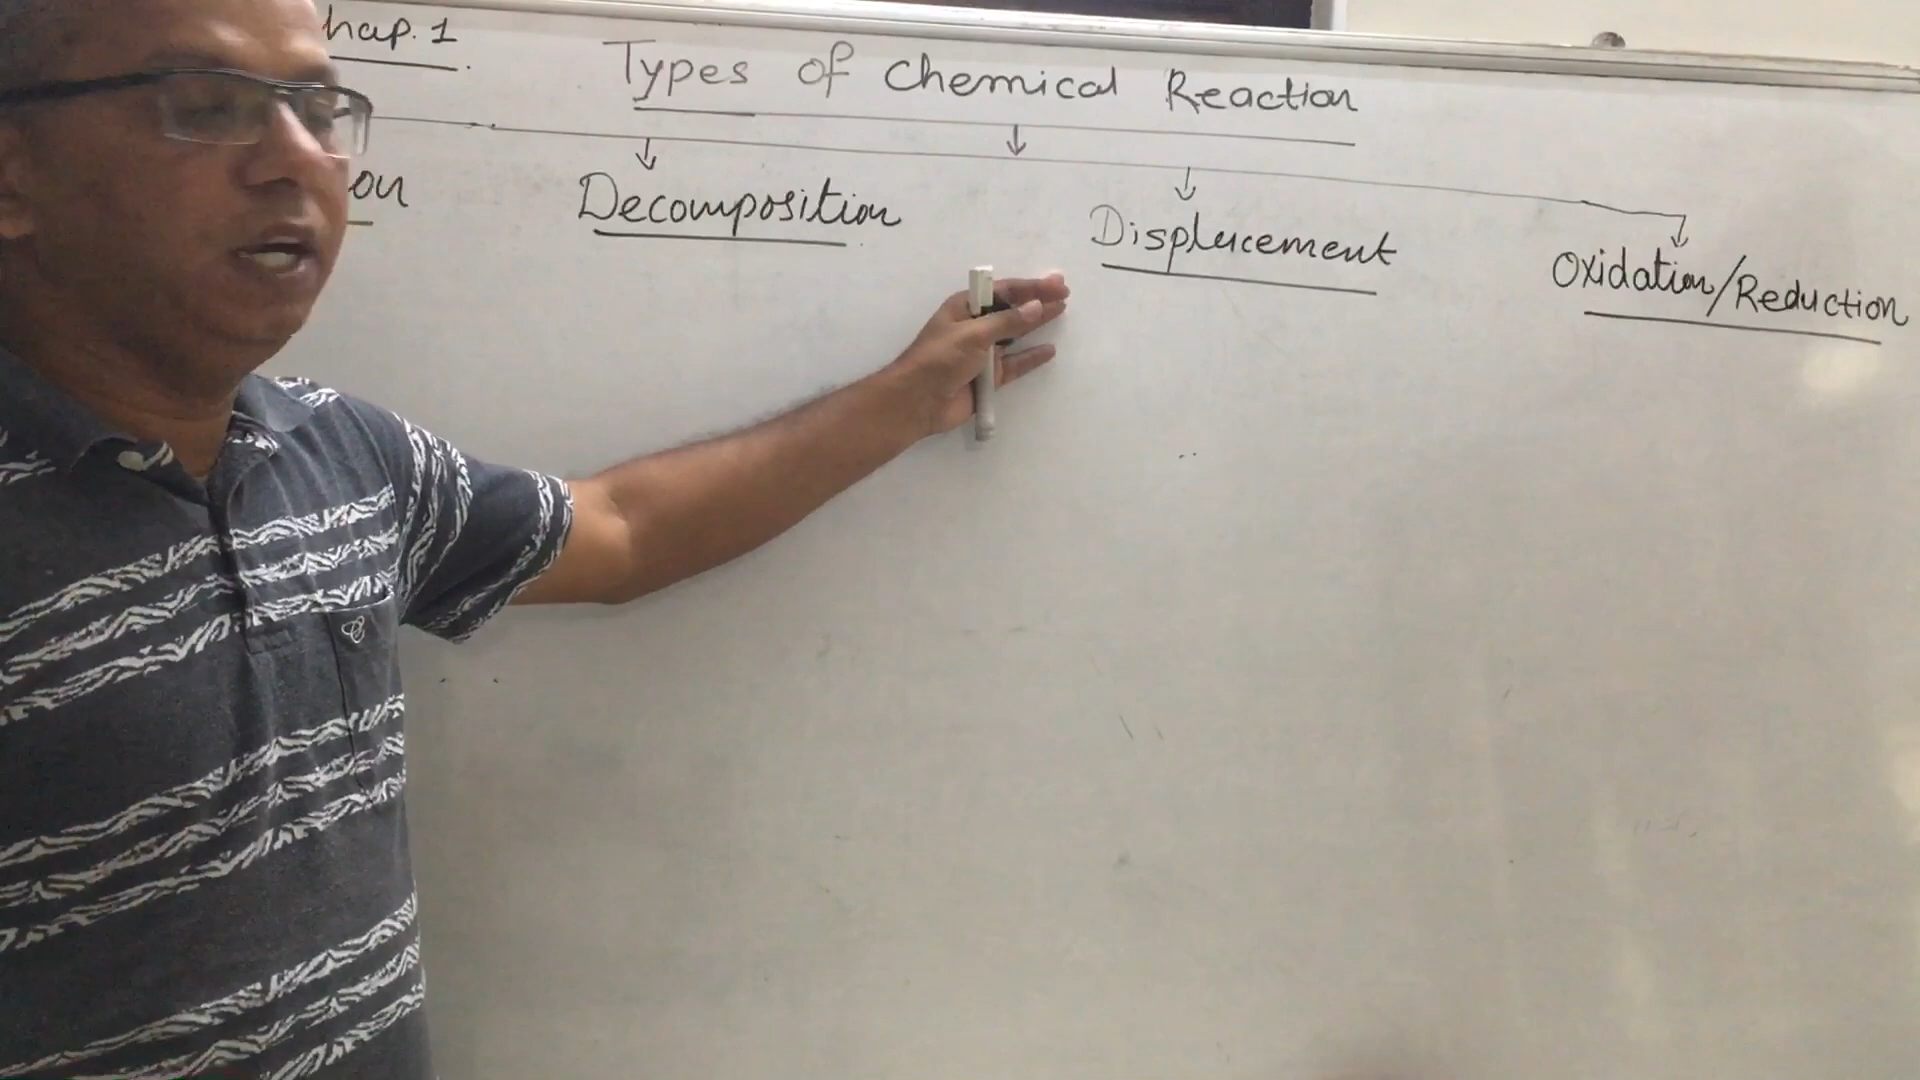 hap. 1
Types of Chemical Reaction
on
Decomposition
Displacement
Oxidation/Reduction